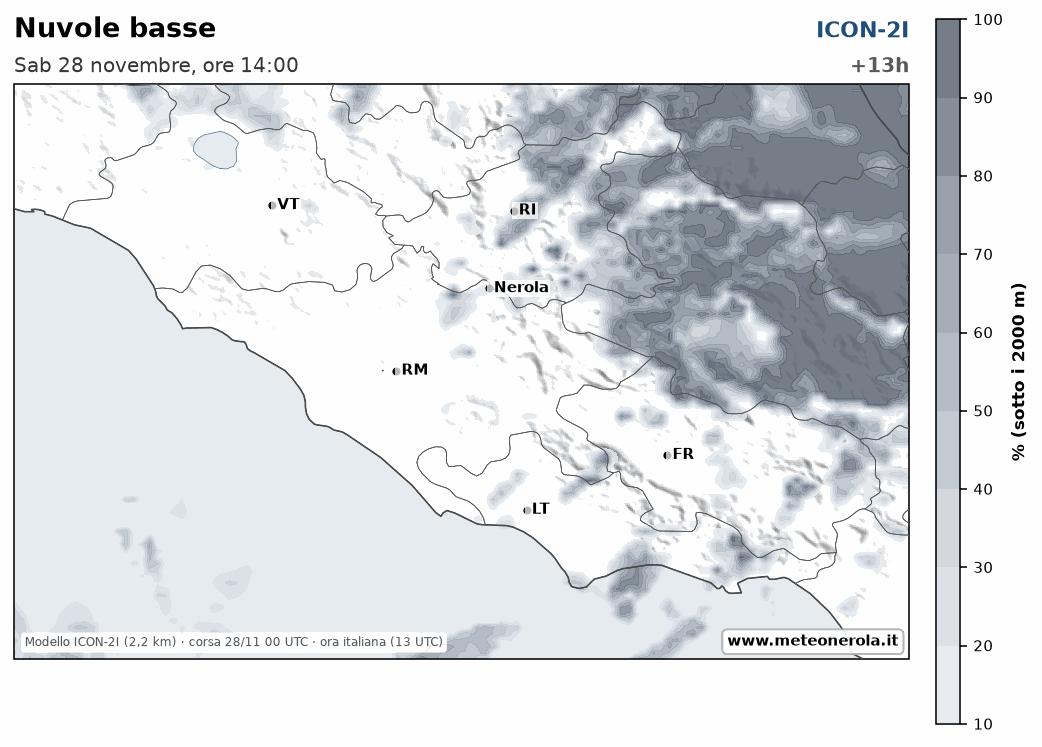 Nuvole basse
ICON-2I
Sab 28 novembre, ore 14:00
+13h
VT
RI
Nerola
RM
FR
LT
Modello ICON-2I (2,2 km) · corsa 28/11 00 UTC · ora italiana (13 UTC)
www.meteonerola.it
100
90
80
70
60
50
40
30
20
10
% (sotto i 2000 m)